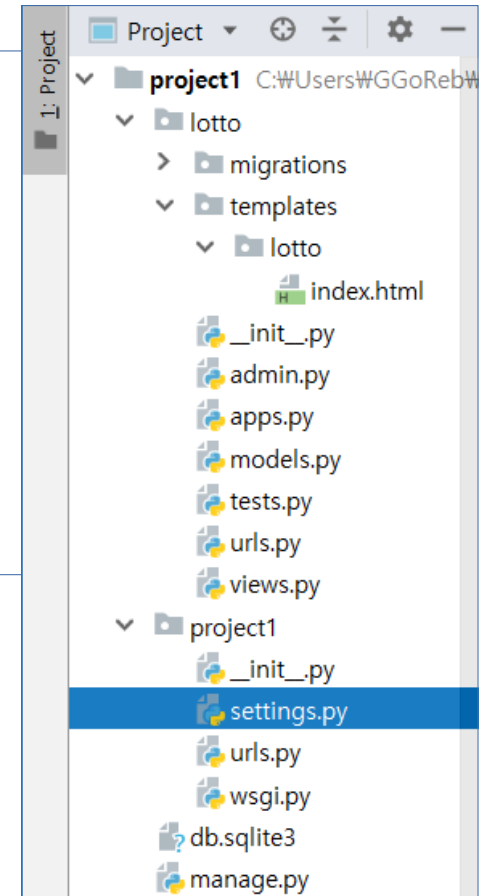 1: Project
Project
project1 C:₩Users₩GGoReb₩
lotto
migrations
templates
lotto
index.html
__init__.py
admin.py
apps.py
models.py
tests.py
urls.py
views.py
project1
__init__.py
settings.py
urls.py
wsgi.py
db.sqlite3
manage.py